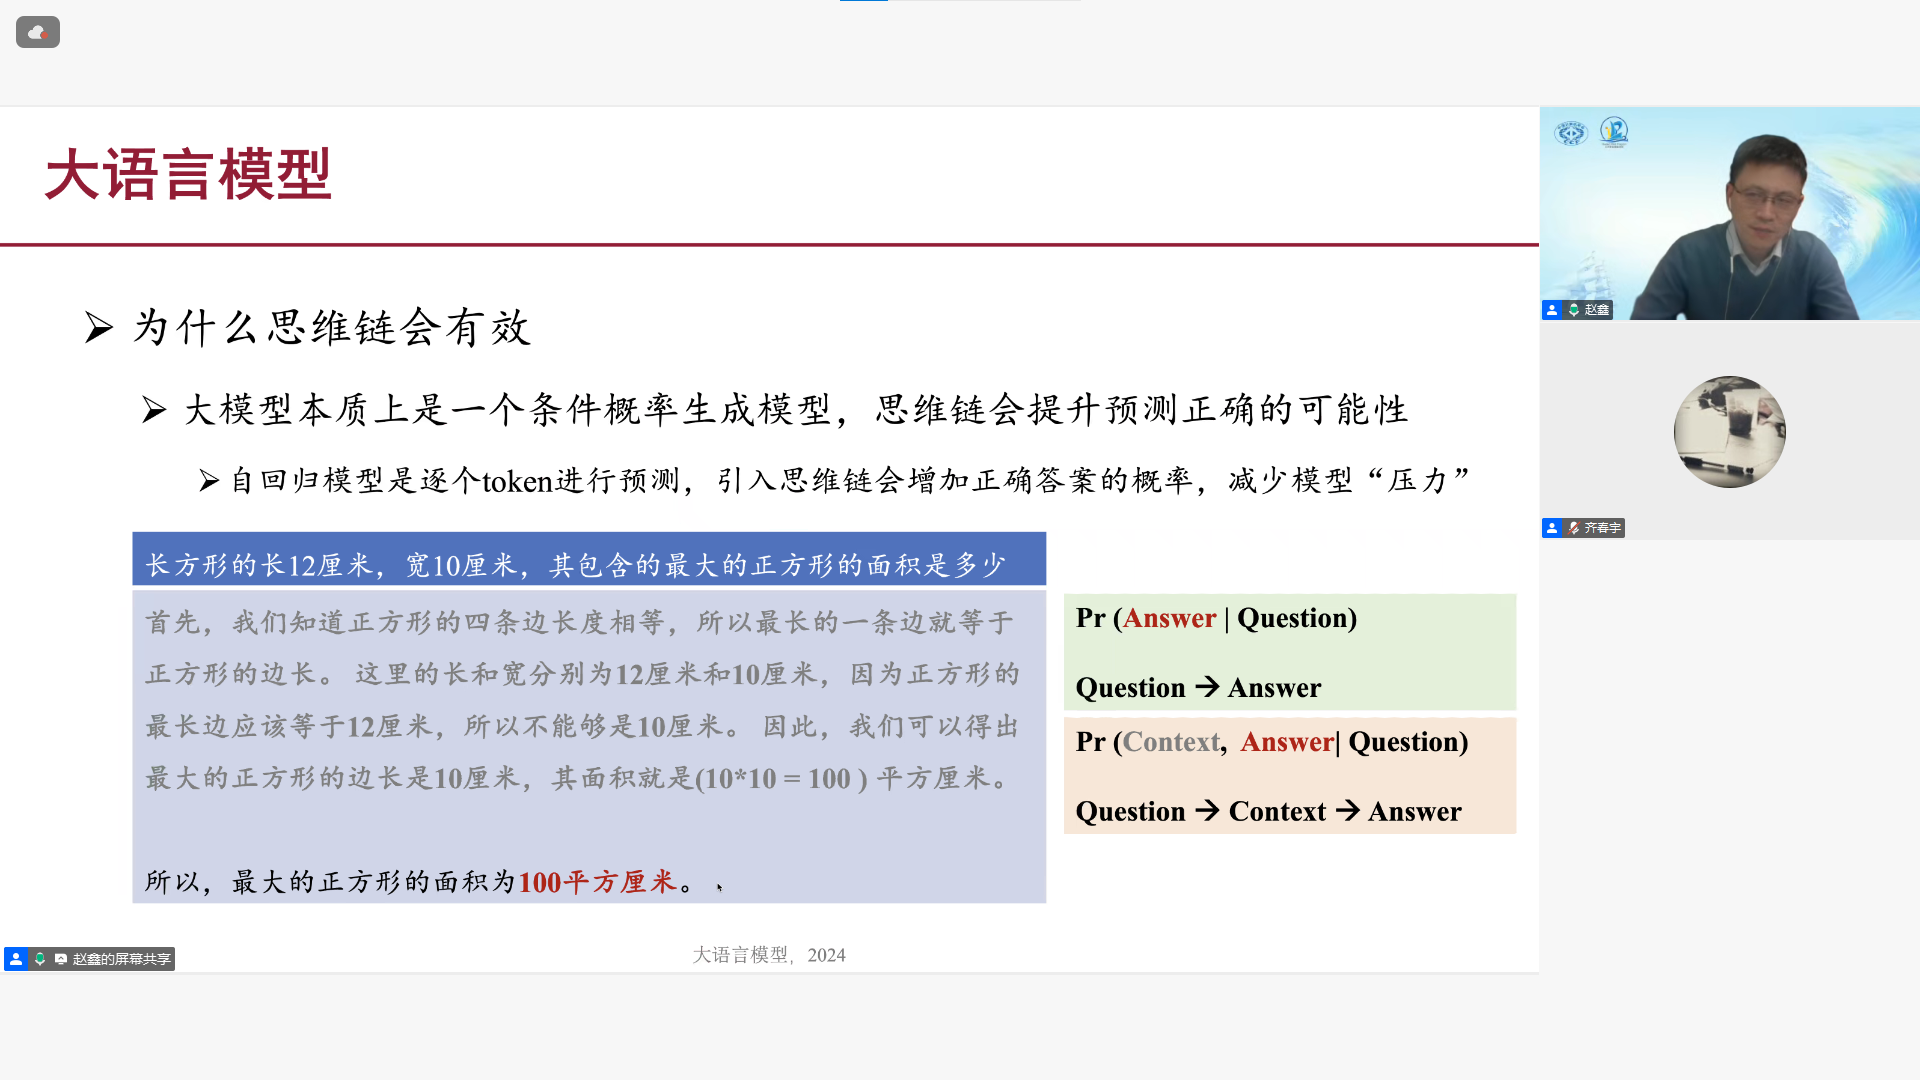 大语言模型
为什么思维链会有效
大模型本质上是一个条件概率生成模型，思维链会提升预测正确的可能性
自回归模型是逐个token进行预测，引入思维链会增加正确答案的概率，减少模型“压力”
长方形的长12厘米，宽10厘米，其包含的最大的正方形的面积是多少
首先，我们知道正方形的四条边长度相等，所以最长的一条边就等于
正方形的边长。 这里的长和宽分别为12厘米和10厘米，因为正方形的
最长边应该等于12厘米，所以不能够是10厘米。 因此，我们可以得出
最大的正方形的边长是10厘米，其面积就是(10*10 = 100 ) 平方厘米。
所以，最大的正方形的面积为100平方厘米。
Pr (Answer | Question)
Question → Answer
Pr (Context, Answer| Question)
Question → Context → Answer
大语言模型，2024
赵鑫的屏幕共享
赵鑫
齐春宇